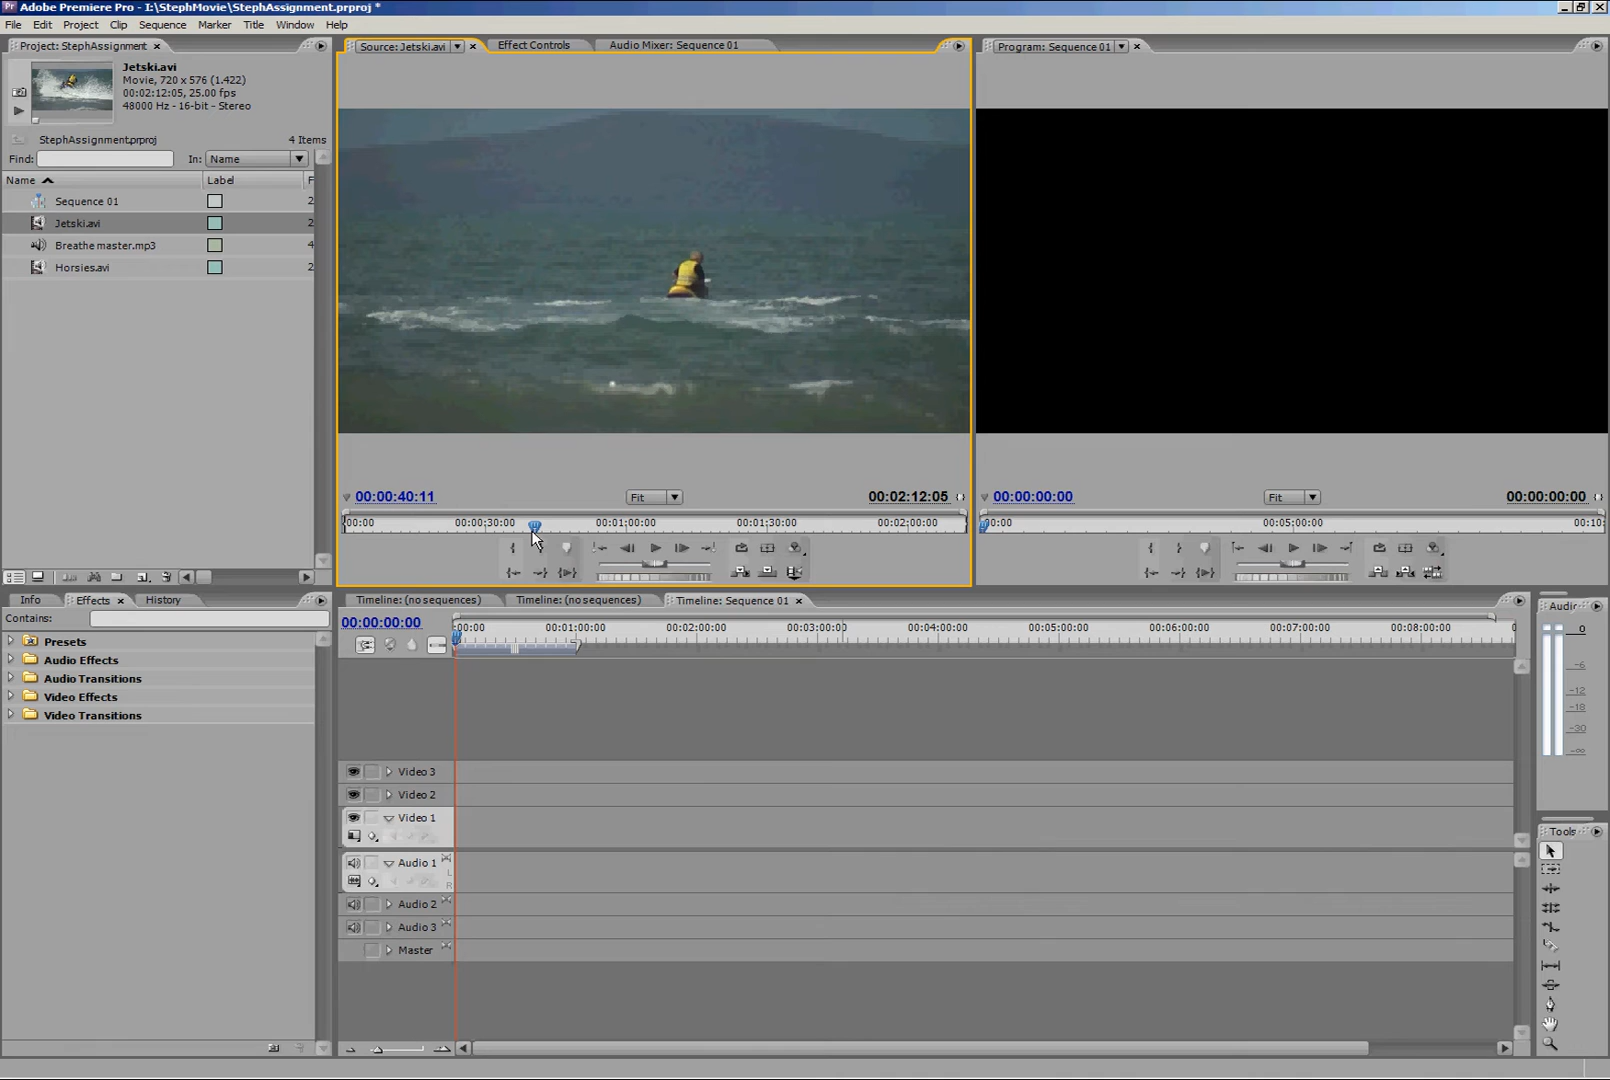 Adobe Premiere Pro - I:\StephMovie\StephAssignment.prproj *
File Edit Project Clip Sequence Marker Title Window Help
Project: StephAssignment
Jetski.avi
Movie, 720 x 576 (1.422)
00:02:12:05, 25.00 fps
48000 Hz - 16-bit - Stereo
StephAssignment.prproj 4 Items
Find: In: Name
Name Label F
Sequence 01 2
Jetski.avi 2
Breathe master.mp3 4
Horsies.avi 2
Source: Jetski.avi Effect Controls Audio Mixer: Sequence 01
00:00:40:11 Fit 00:02:12:05
00:00 00:00:30:00 00:01:00:00 00:01:30:00 00:02:00:00
Program: Sequence 01
00:00:00:00 Fit 00:00:00:00
00:00 00:05:00:00 00:10:
Info Effects History
Contains:
Presets
Audio Effects
Audio Transitions
Video Effects
Video Transitions
Timeline: (no sequences) Timeline: (no sequences) Timeline: Sequence 01
00:00:00:00
:00:00 00:01:00:00 00:02:00:00 00:03:00:00 00:04:00:00 00:05:00:00 00:06:00:00 00:07:00:00 00:08:00:00 0
Video 3
Video 2
Video 1
Audio 1
L
R
Audio 2
Audio 3
Master
Audio
0
-6
-12
-18
-30
-∞
Tools